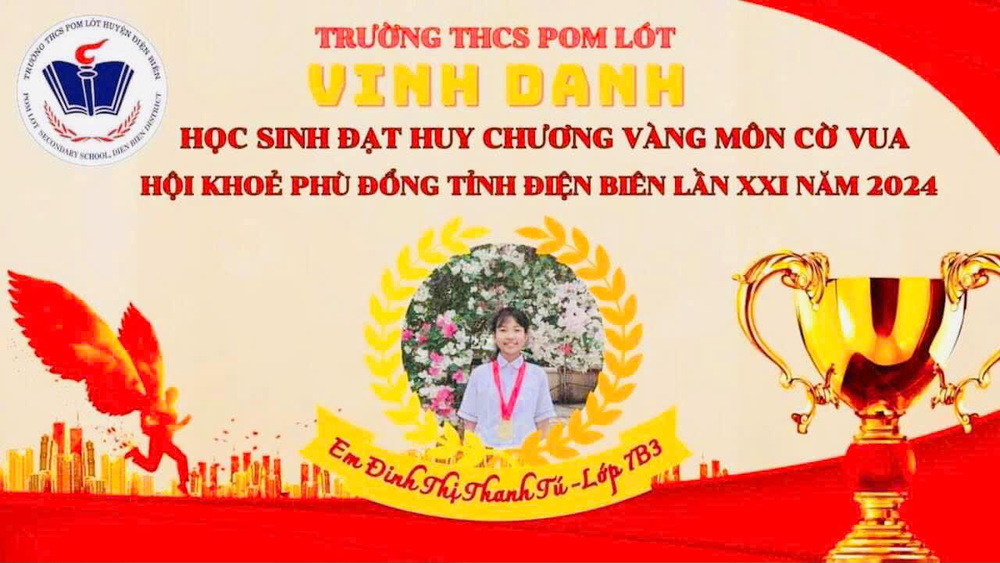 TRƯỜNG THCS POM LÓT HUYỆN ĐIỆN BIÊN
POM LOT SECONDARY SCHOOL, DIEN BIEN DISTRICT
TRƯỜNG THCS POM LÓT
VINH DANH
HỌC SINH ĐẠT HUY CHƯƠNG VÀNG MÔN CỜ VUA
HỘI KHOẺ PHÙ ĐỔNG TỈNH ĐIỆN BIÊN LẦN XXI NĂM 2024
Em Đinh Thị Thanh Tú - Lớp 7B3